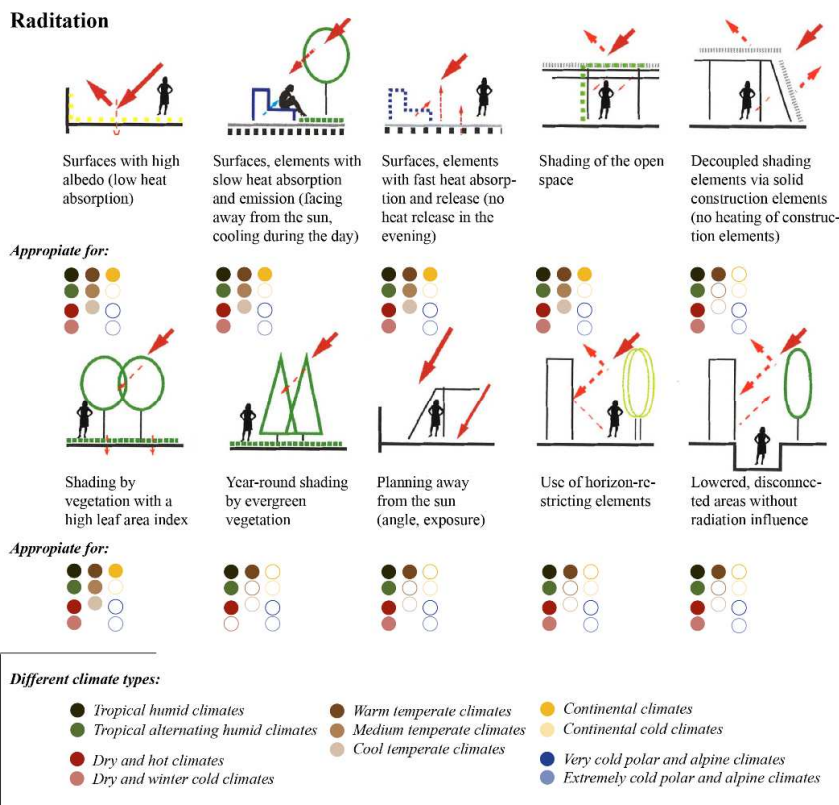 Raditation
Surfaces with high
albedo (low heat
absorption)
Surfaces, elements with
slow heat absorption
and emission (facing
away from the sun,
cooling during the day)
Surfaces, elements
with fast heat absorp-
tion and release (no
heat release in the
evening)
Shading of the open
space
Decoupled shading
elements via solid
construction elements
(no heating of construc-
tion elements)
Appropiate for:
Shading by
vegetation with a
high leaf area index
Year-round shading
by evergreen
vegetation
Planning away
from the sun
(angle, exposure)
Use of horizon-re-
stricting elements
Lowered, disconnec-
ted areas without
radiation influence
Appropiate for:
Different climate types:
Tropical humid climates
Tropical alternating humid climates
Dry and hot climates
Dry and winter cold climates
Warm temperate climates
Medium temperate climates
Cool temperate climates
Continental climates
Continental cold climates
Very cold polar and alpine climates
Extremely cold polar and alpine climates